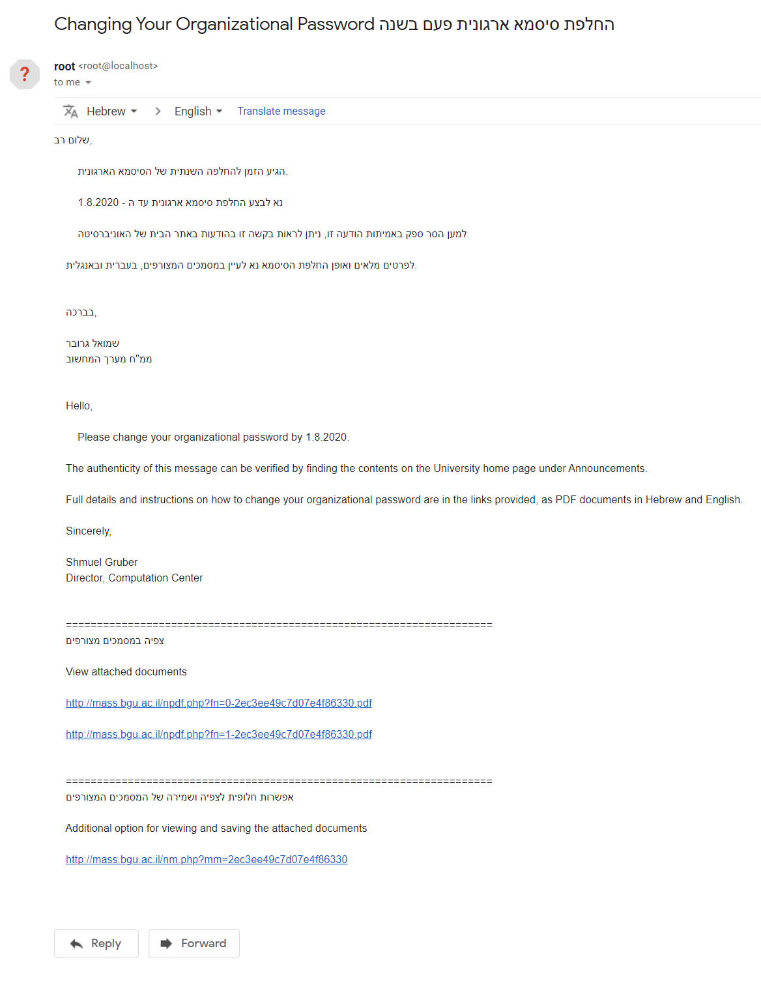 Changing Your Organizational Password החלפת סיסמא ארגונית פעם בשנה
?
root <root@localhost>
to me
Hebrew > English Translate message
שלום רב,
הגיע הזמן להחלפה השנתית של הסיסמא הארגונית.
נא לבצע החלפת סיסמא ארגונית עד ה - 1.8.2020
למען הסר ספק באמיתות הודעה זו, ניתן לראות בקשה זו בהודעות באתר הבית של האוניברסיטה.
לפרטים מלאים ואופן החלפת הסיסמא נא לעיין במסמכים המצורפים, בעברית ובאנגלית.
בברכה,
שמואל גרובר
ממ"ח מערך המחשוב
Hello,
Please change your organizational password by 1.8.2020.
The authenticity of this message can be verified by finding the contents on the University home page under Announcements.
Full details and instructions on how to change your organizational password are in the links provided, as PDF documents in Hebrew and English.
Sincerely,
Shmuel Gruber
Director, Computation Center
======================================================================
צפיה במסמכים מצורפים
View attached documents
http://mass.bgu.ac.il/npdf.php?fn=0-2ec3ee49c7d07e4f86330.pdf
http://mass.bgu.ac.il/npdf.php?fn=1-2ec3ee49c7d07e4f86330.pdf
======================================================================
אפשרות חלופית לצפיה ושמירה של המסמכים המצורפים
Additional option for viewing and saving the attached documents
http://mass.bgu.ac.il/nm.php?mm=2ec3ee49c7d07e4f86330
Reply Forward